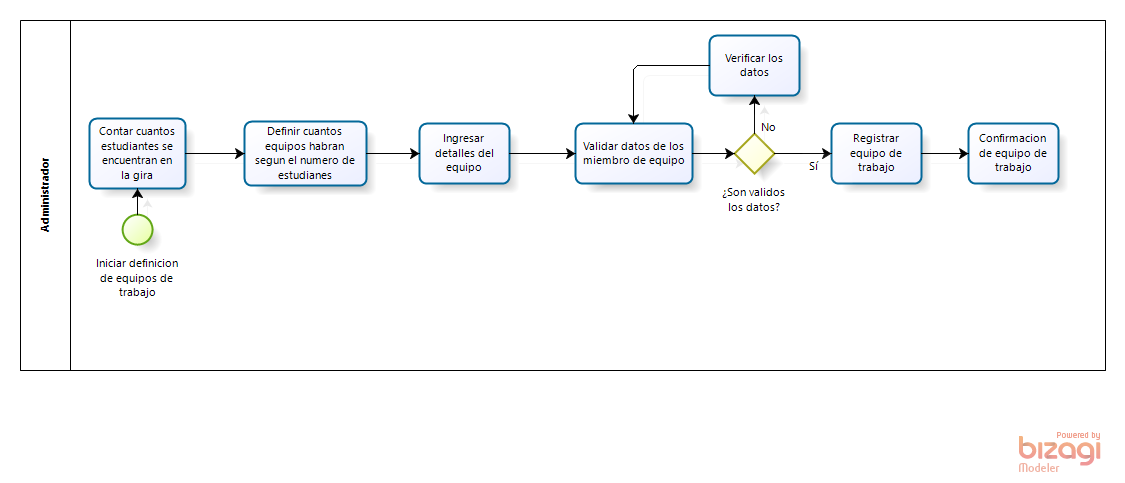 Administrador
Iniciar definicion
de equipos de
trabajo
Contar cuantos
estudiantes se
encuentran en
la gira
Definir cuantos
equipos habran
segun el numero de
estudianes
Ingresar
detalles del
equipo
Validar datos de los
miembro de equipo
¿Son validos
los datos?
No
Verificar los
datos
Sí
Registrar
equipo de
trabajo
Confirmacion
de equipo de
trabajo
Powered by
bizagi
Modeler